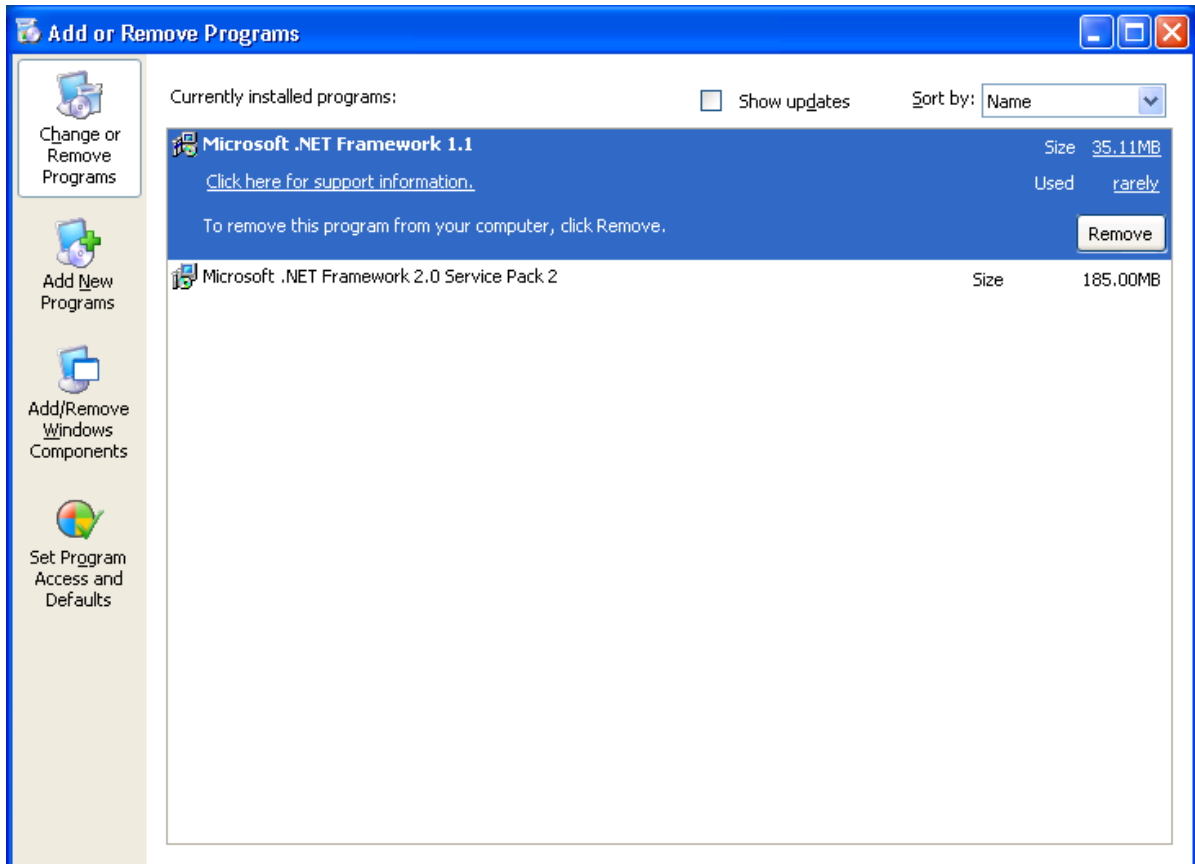 Add or Remove Programs
Change or
Remove
Programs
Add New
Programs
Add/Remove
Windows
Components
Set Program
Access and
Defaults
Currently installed programs:
Show updates
Sort by: Name
Microsoft .NET Framework 1.1
Size 35.11MB
Click here for support information.
Used rarely
To remove this program from your computer, click Remove.
Remove
Microsoft .NET Framework 2.0 Service Pack 2
Size 185.00MB